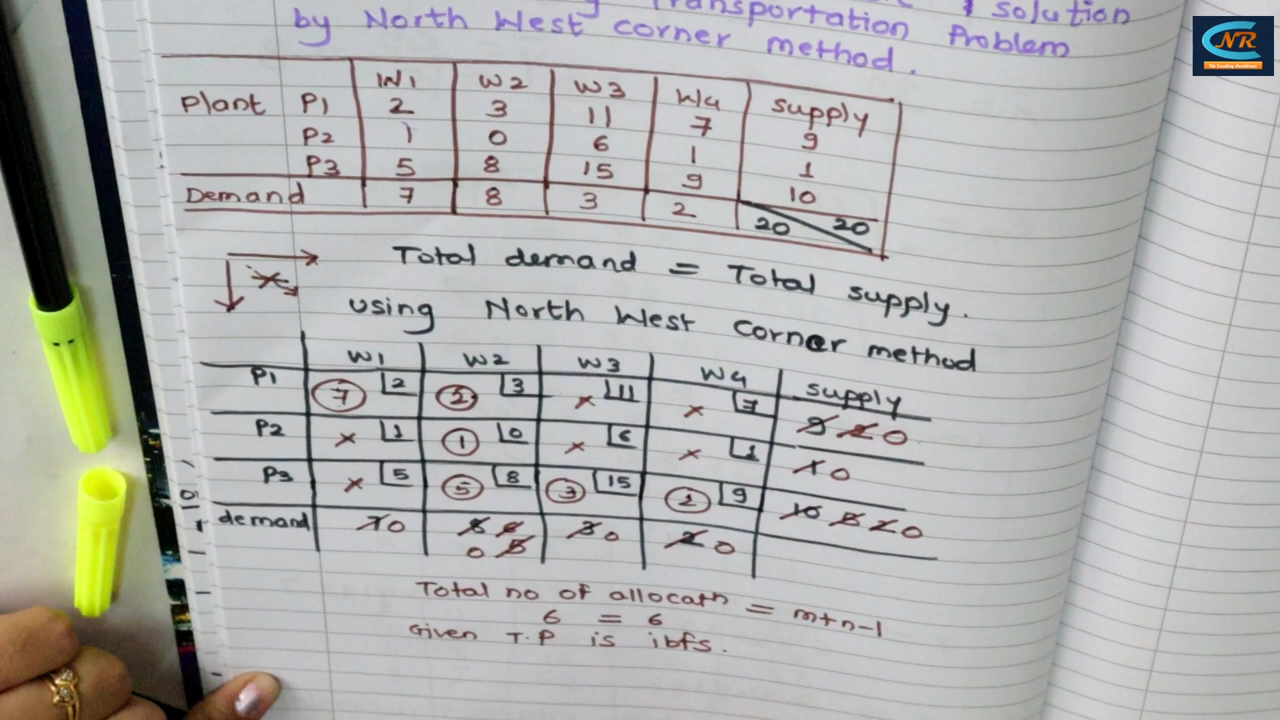 Transportation & solution
by North West corner method. Problem
NR
Plant W1 W2 W3 W4 supply
P1 2 3 11 7 9
P2 1 0 6 1 1
P3 5 8 15 9 10
Demand 7 8 3 2 20 20
Total demand = Total supply.
using North West corner method
W1 W2 W3 W4 supply
P1 7 2 2 3 × 11 × 7 9 2 0
P2 × 1 1 0 × 6 × 1 1 0
P3 × 5 5 8 3 15 2 9 10 5 2 0
demand 7 0 8 6 3 0 2 0
0 5
Total no of allocatn = m+n-1
6 = 6
Given T.P is ibfs.